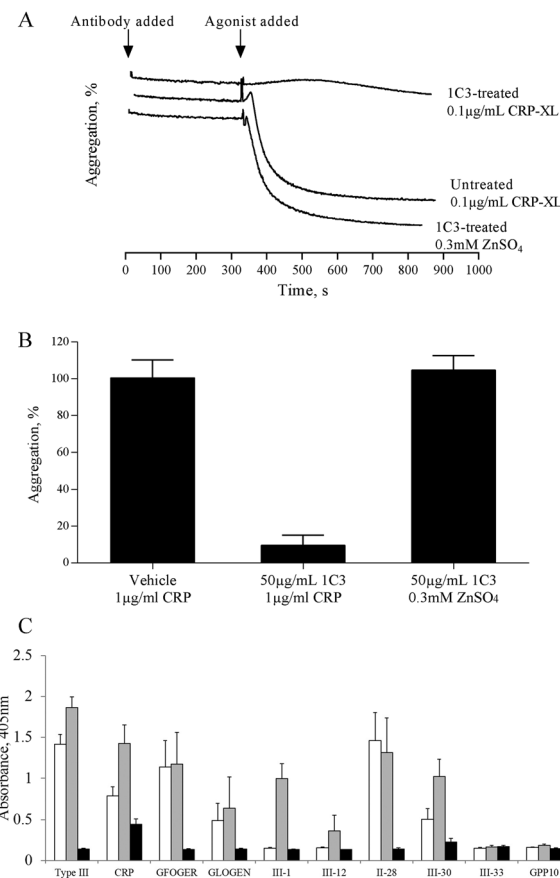 A
Antibody added Agonist added
Aggregation, %
1C3-treated
0.1µg/mL CRP-XL
Untreated
0.1µg/mL CRP-XL
1C3-treated
0.3mM ZnSO4
0 100 200 300 400 500 600 700 800 900 1000
Time, s
B
120
100
80
60
40
20
0
Aggregation, %
Vehicle
1µg/ml CRP
50µg/mL 1C3
1µg/ml CRP
50µg/mL 1C3
0.3mM ZnSO4
C
2.5
2
1.5
1
0.5
0
Absorbance, 405nm
Type III CRP GFOGER GLOGEN III-1 III-12 II-28 III-30 III-33 GPP10